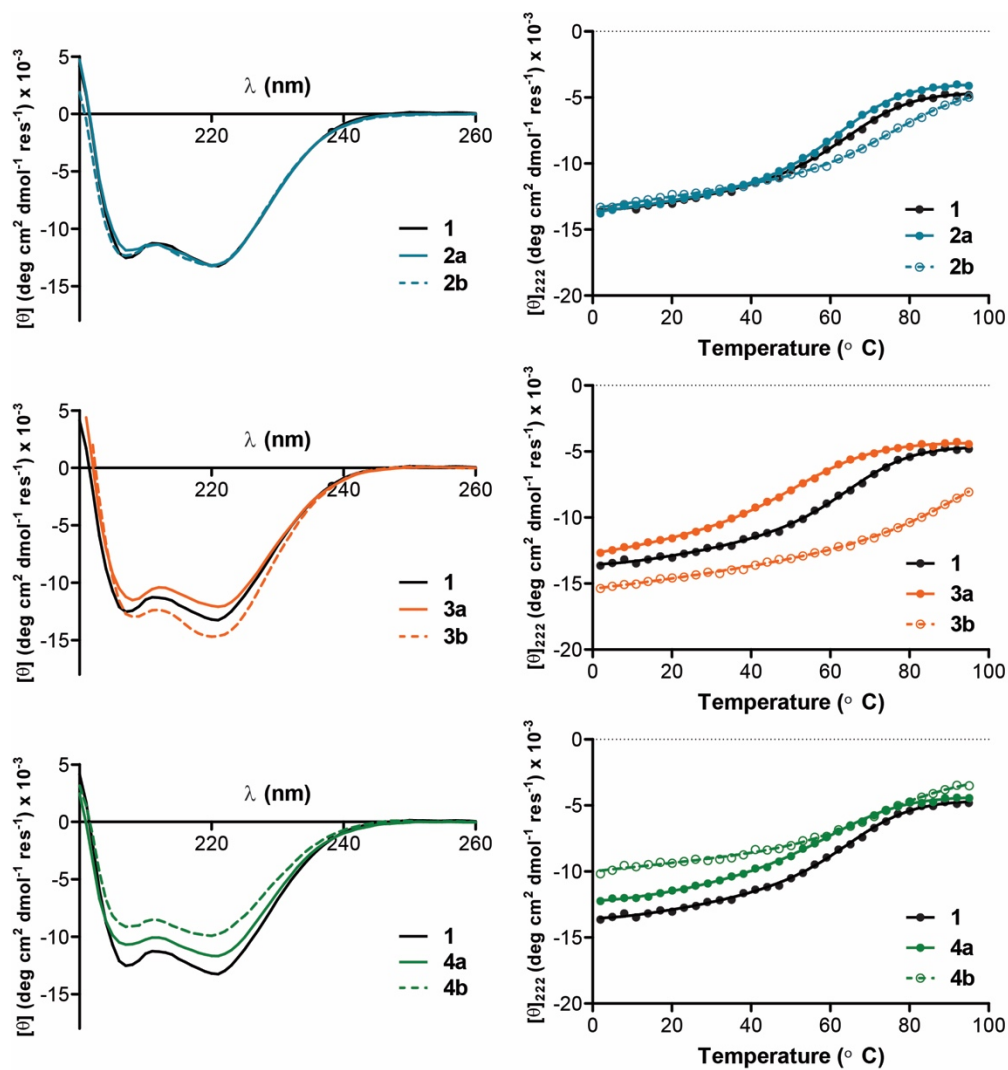 [θ] (deg cm² dmol⁻¹ res⁻¹) x 10⁻³
λ (nm)
5
0
-5
-10
-15
220
240
260
1
2a
2b
[θ]₂₂₂ (deg cm² dmol⁻¹ res⁻¹) x 10⁻³
0
-5
-10
-15
-20
1
2a
2b
0
20
40
60
80
100
Temperature (° C)
[θ] (deg cm² dmol⁻¹ res⁻¹) x 10⁻³
λ (nm)
5
0
-5
-10
-15
220
240
260
1
3a
3b
[θ]₂₂₂ (deg cm² dmol⁻¹ res⁻¹) x 10⁻³
0
-5
-10
-15
-20
1
3a
3b
0
20
40
60
80
100
Temperature (° C)
[θ] (deg cm² dmol⁻¹ res⁻¹) x 10⁻³
λ (nm)
5
0
-5
-10
-15
220
240
260
1
4a
4b
[θ]₂₂₂ (deg cm² dmol⁻¹ res⁻¹) x 10⁻³
0
-5
-10
-15
-20
1
4a
4b
0
20
40
60
80
100
Temperature (° C)